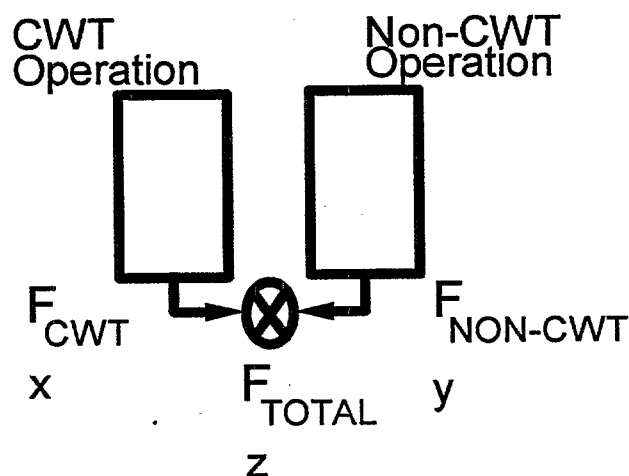 CWT
Operation
Non-CWT
Operation
F CWT
x
F NON-CWT
y
F TOTAL
z